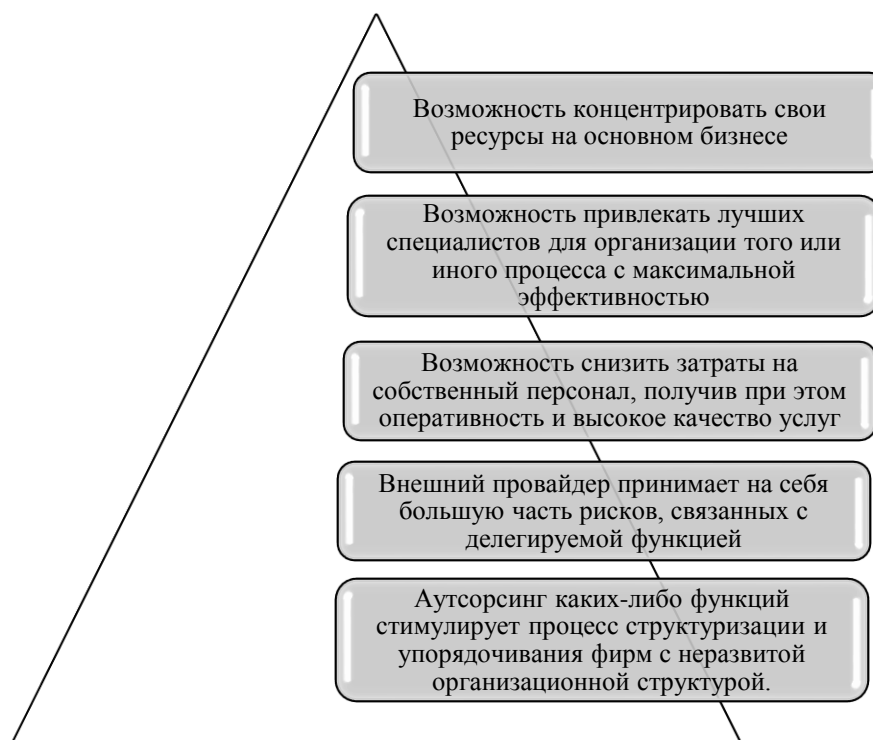 Возможность концентрировать свои
ресурсы на основном бизнесе
Возможность привлекать лучших
специалистов для организации того или
иного процесса с максимальной
эффективностью
Возможность снизить затраты на
собственный персонал, получив при этом
оперативность и высокое качество услуг
Внешний провайдер принимает на себя
большую часть рисков, связанных с
делегируемой функцией
Аутсорсинг каких-либо функций
стимулирует процесс структуризации и
упорядочивания фирм с неразвитой
организационной структурой.